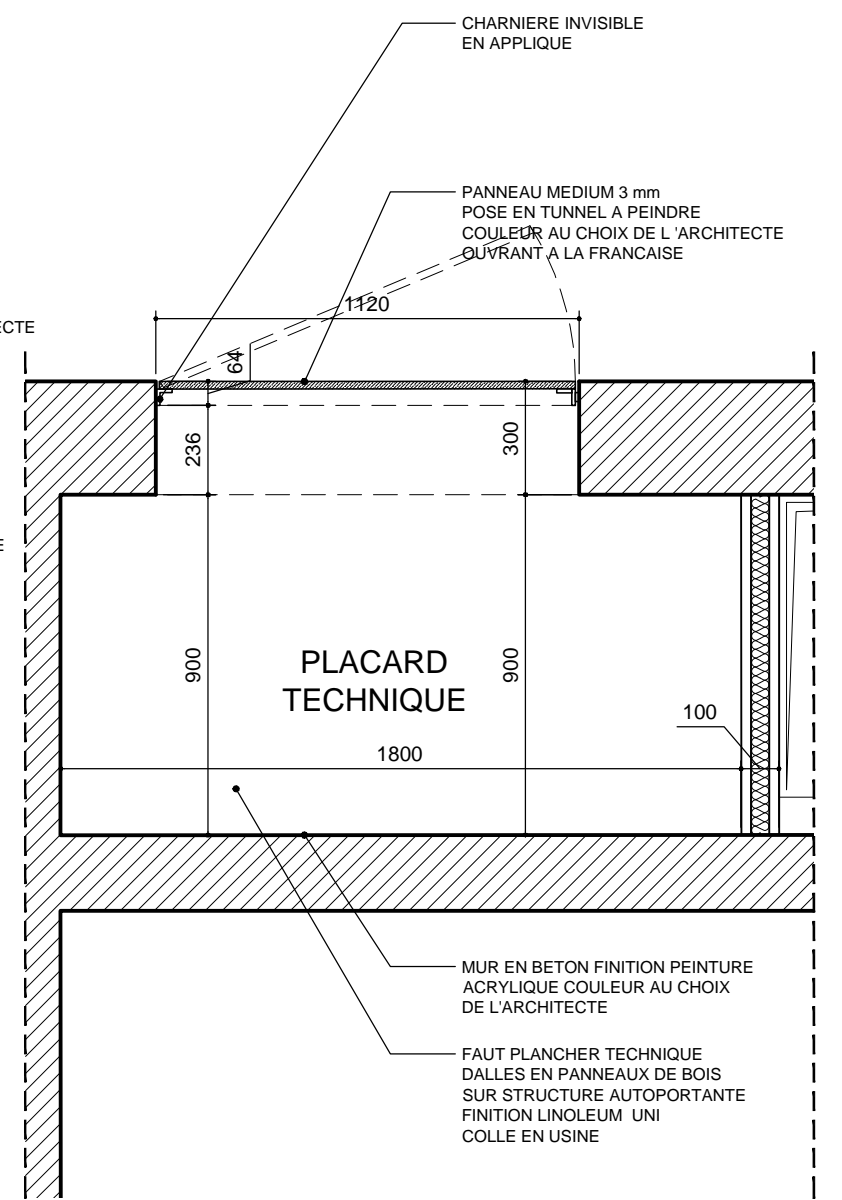 CHARNIERE INVISIBLE
EN APPLIQUE
PANNEAU MEDIUM 3 mm
POSE EN TUNNEL A PEINDRE
COULEUR AU CHOIX DE L 'ARCHITECTE
OUVRANT A LA FRANCAISE
1120
ECTE
64
236
300
E
900
PLACARD
TECHNIQUE
900
100
1800
MUR EN BETON FINITION PEINTURE
ACRYLIQUE COULEUR AU CHOIX
DE L'ARCHITECTE
FAUT PLANCHER TECHNIQUE
DALLES EN PANNEAUX DE BOIS
SUR STRUCTURE AUTOPORTANTE
FINITION LINOLEUM  UNI
COLLE EN USINE